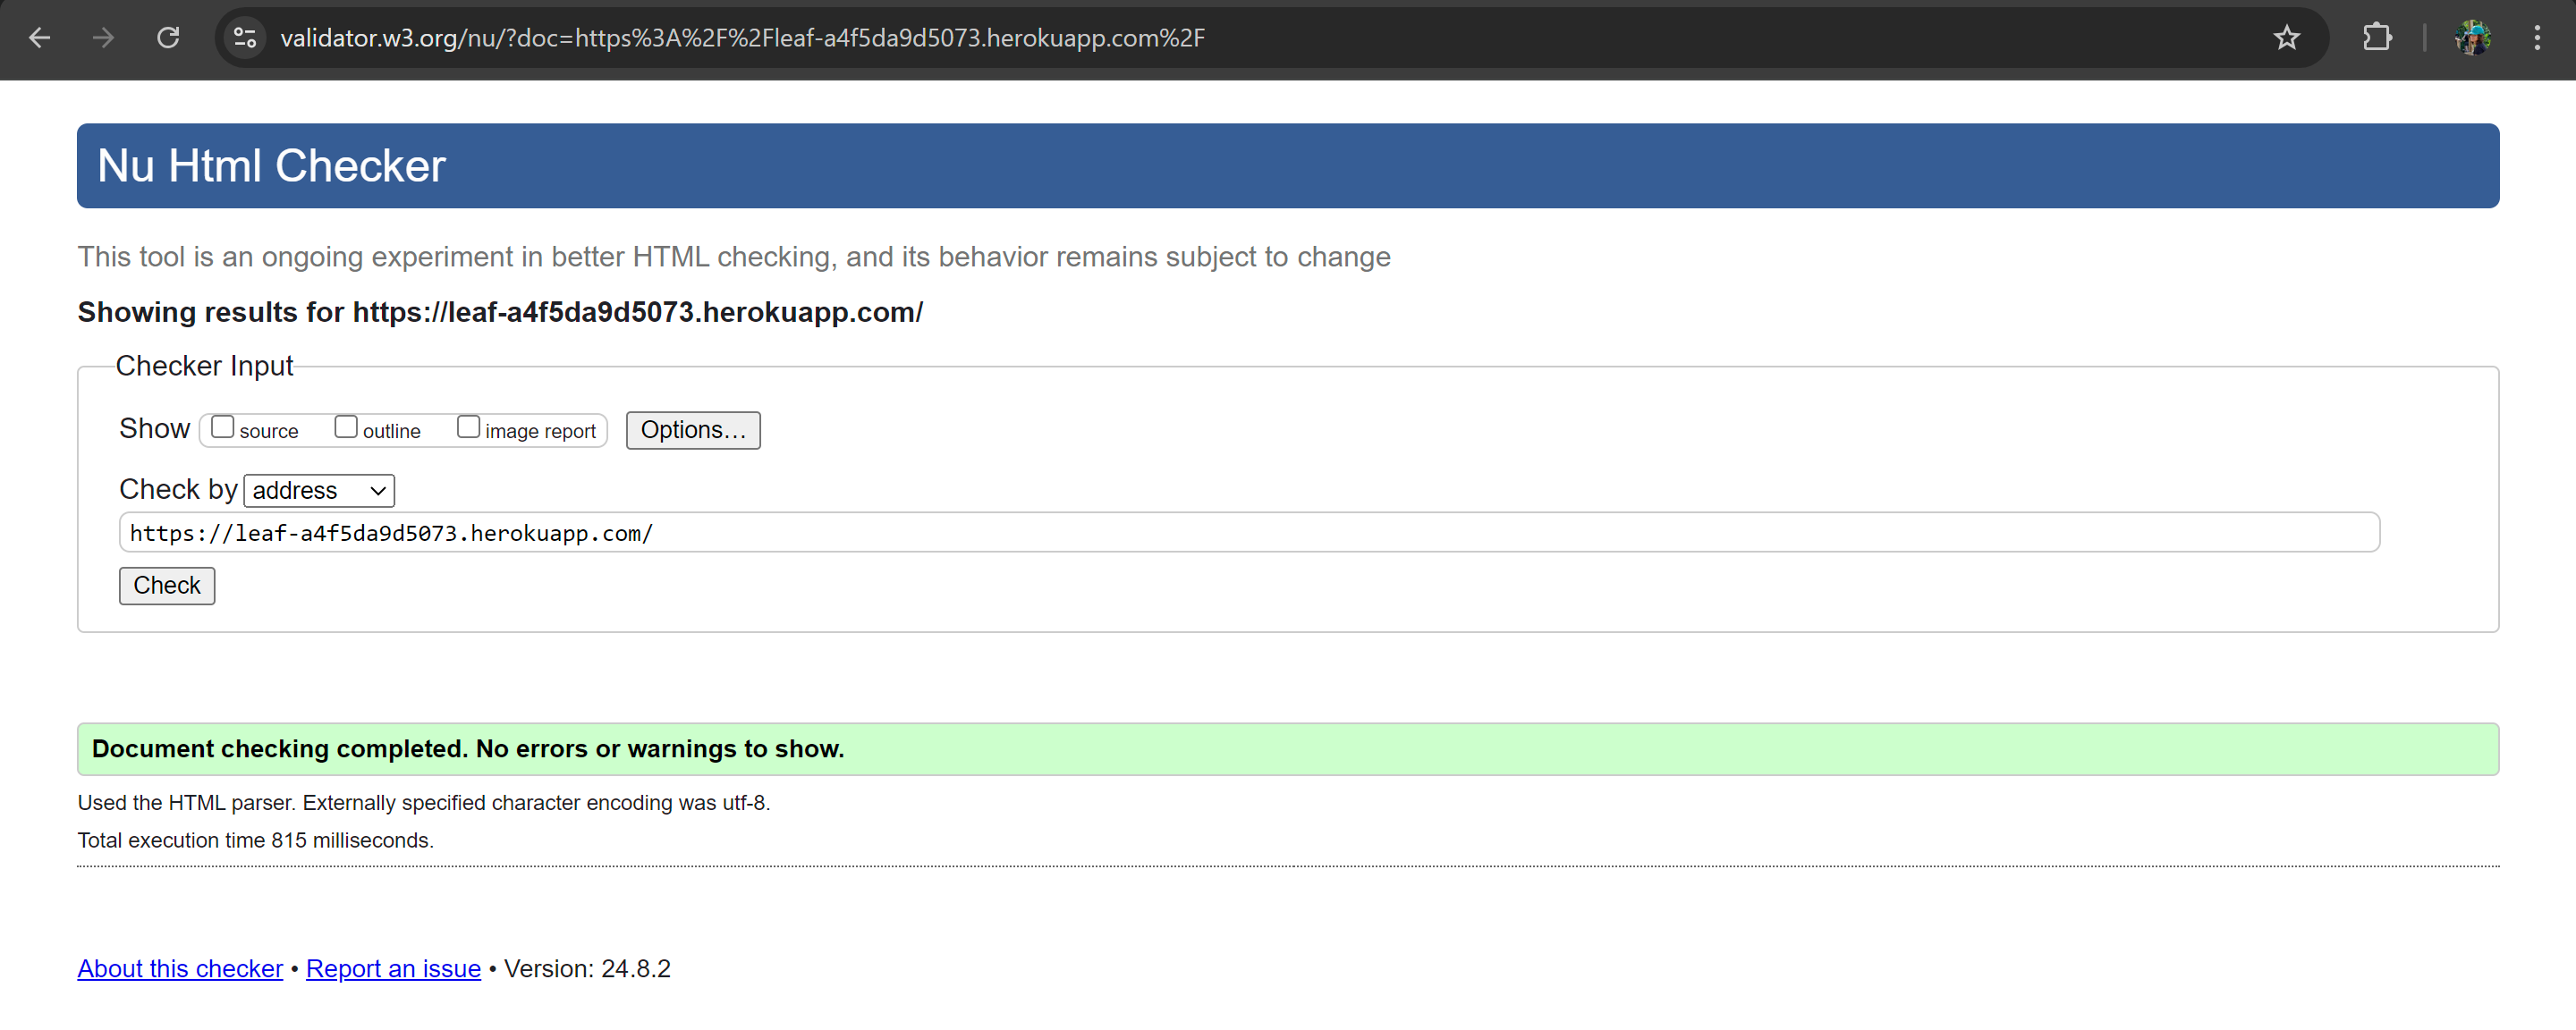 validator.w3.org/nu/?doc=https%3A%2F%2Fleaf-a4f5da9d5073.herokuapp.com%2F
Nu Html Checker
This tool is an ongoing experiment in better HTML checking, and its behavior remains subject to change
Showing results for https://leaf-a4f5da9d5073.herokuapp.com/
Checker Input
Show source outline image report Options...
Check by address
https://leaf-a4f5da9d5073.herokuapp.com/
Check
Document checking completed. No errors or warnings to show.
Used the HTML parser. Externally specified character encoding was utf-8.
Total execution time 815 milliseconds.
About this checker • Report an issue • Version: 24.8.2